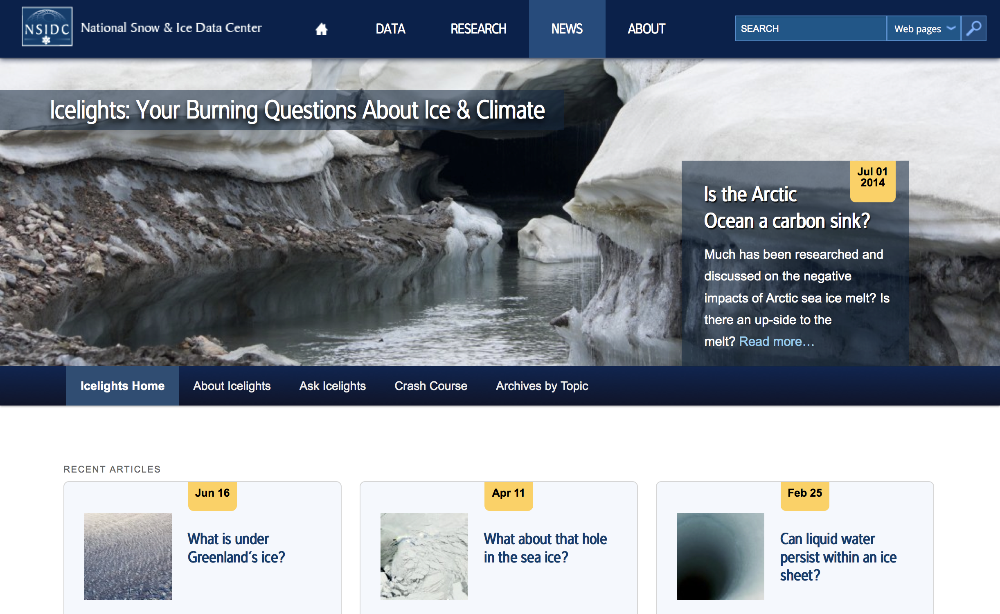 NSIDC
National Snow & Ice Data Center
DATA
RESEARCH
NEWS
ABOUT
SEARCH
Web pages
Icelights: Your Burning Questions About Ice & Climate
Jul 01
2014
Is the Arctic
Ocean a carbon sink?
Much has been researched and
discussed on the negative
impacts of Arctic sea ice melt? Is
there an up-side to the
melt? Read more…
Icelights Home
About Icelights
Ask Icelights
Crash Course
Archives by Topic
RECENT ARTICLES
Jun 16
What is under
Greenland's ice?
Apr 11
What about that hole
in the sea ice?
Feb 25
Can liquid water
persist within an ice
sheet?